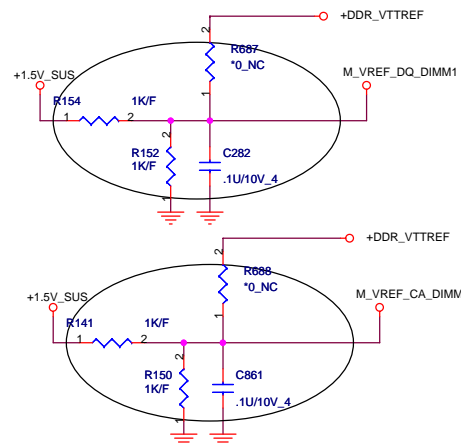 +DDR_VTTREF
2
R687
*0_NC
+1.5V_SUS
M_VREF_DQ_DIMM1
R154
1K/F
1
1
2
2
R152
1K/F
C282
.1U/10V_4
1
+DDR_VTTREF
2
R688
*0_NC
+1.5V_SUS
M_VREF_CA_DIMM
R141
1K/F
1
1
2
2
R150
1K/F
C861
.1U/10V_4
1